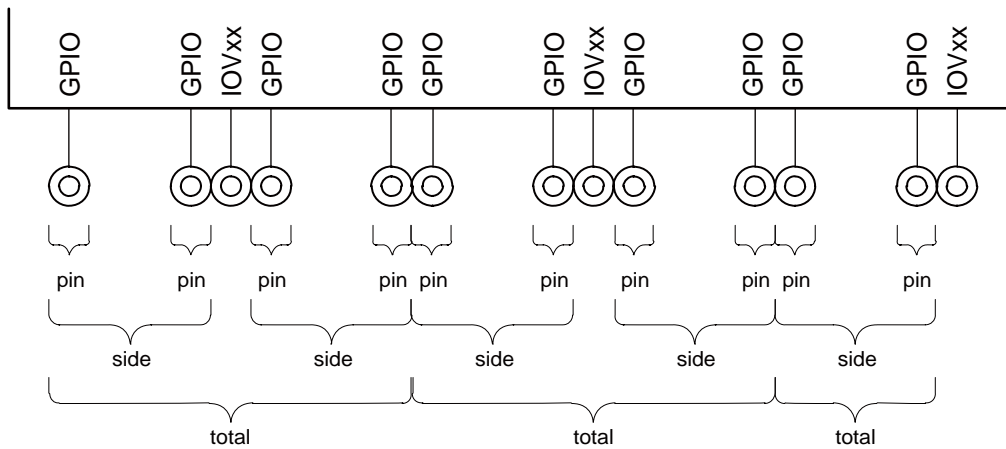 GPIO GPIO IOVxx GPIO GPIO GPIO GPIO IOVxx GPIO GPIO GPIO GPIO IOVxx
pin pin pin pin pin pin pin pin pin pin
side side side side side
total total total